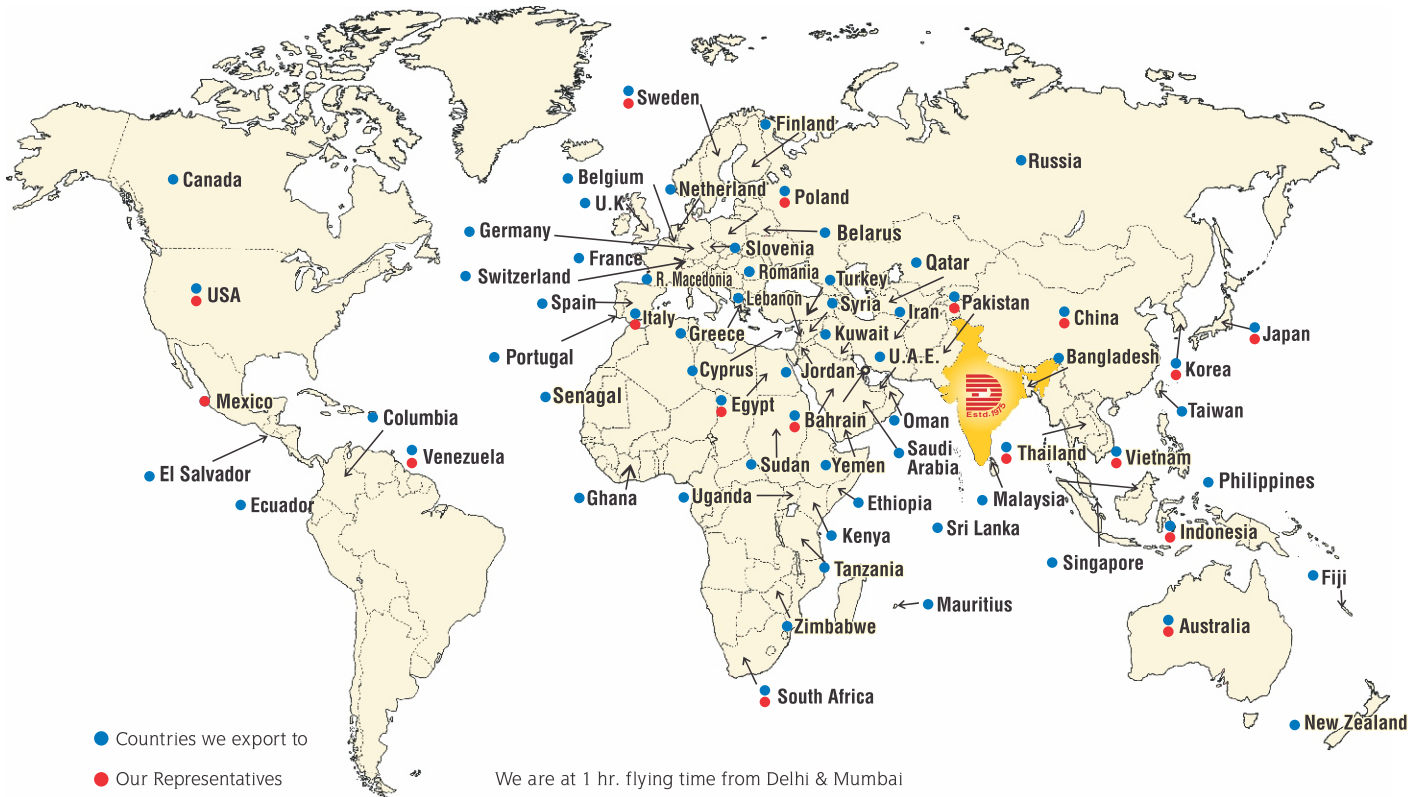 Sweden
Finland
Russia
Belgium
Canada
Netherland
Poland
U.K.
Germany
Belarus
Slovenia
France
Qatar
Romania
Switzerland
R. Macedonia
Turkey
USA
Spain
Lebanon
Syria
Pakistan
Iran
Italy
China
Greece
Kuwait
Japan
Portugal
U.A.E.
Bangladesh
Cyprus
Jordan
Korea
Senagal
Mexico
Egypt
Estd.1975
Taiwan
Columbia
Bahrain
Oman
Saudi
Arabia
Thailand
Venezuela
Vietnam
Sudan
Yemen
El Salvador
Philippines
Ghana
Uganda
Malaysia
Ecuador
Ethiopia
Sri Lanka
Indonesia
Kenya
Singapore
Tanzania
Fiji
Mauritius
Zimbabwe
Australia
South Africa
New Zealand
Countries we export to
Our Representatives
We are at 1 hr. flying time from Delhi & Mumbai